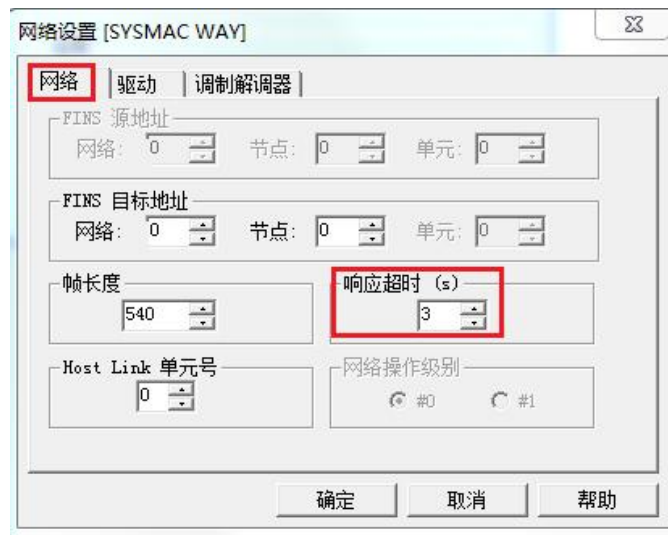 网络设置 [SYSMAC WAY]
网络 驱动 调制解调器
FINS 源地址
网络: 0 节点: 0 单元: 0
FINS 目标地址
网络: 0 节点: 0 单元: 0
帧长度 响应超时 (s)
540 3
Host Link 单元号 网络操作级别
0 #0 #1
确定 取消 帮助